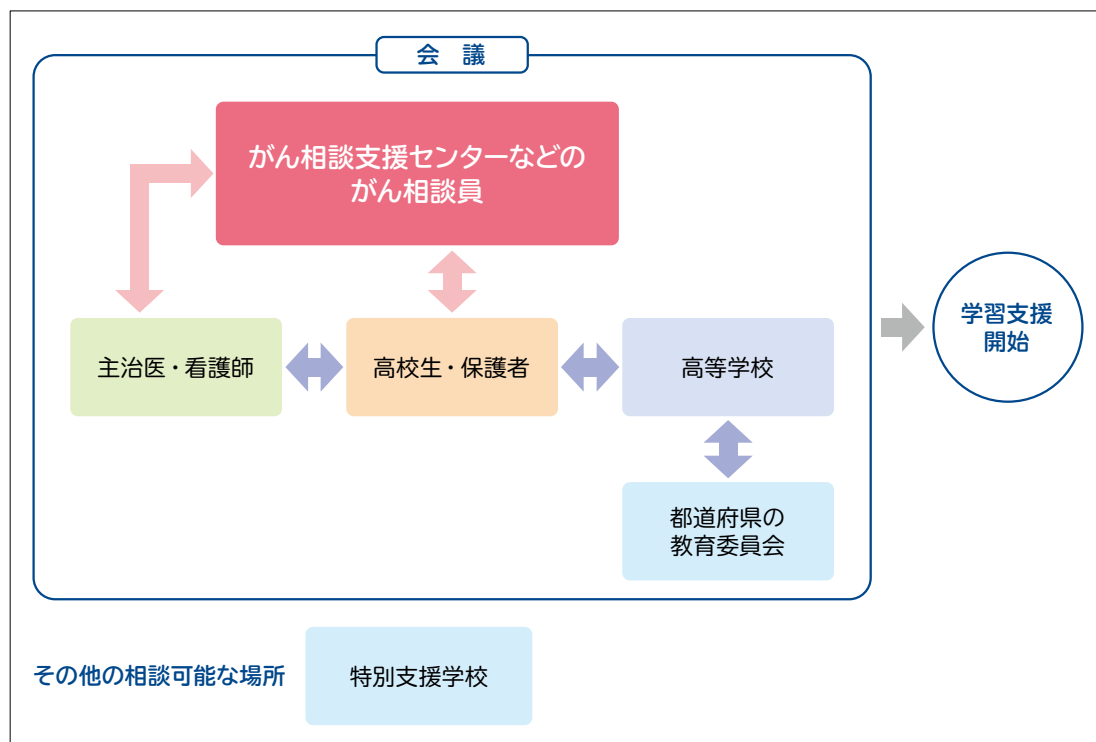 会 議
がん相談支援センターなどの
がん相談員
主治医・看護師
高校生・保護者
高等学校
学習支援
開始
都道府県の
教育委員会
その他の相談可能な場所
特別支援学校